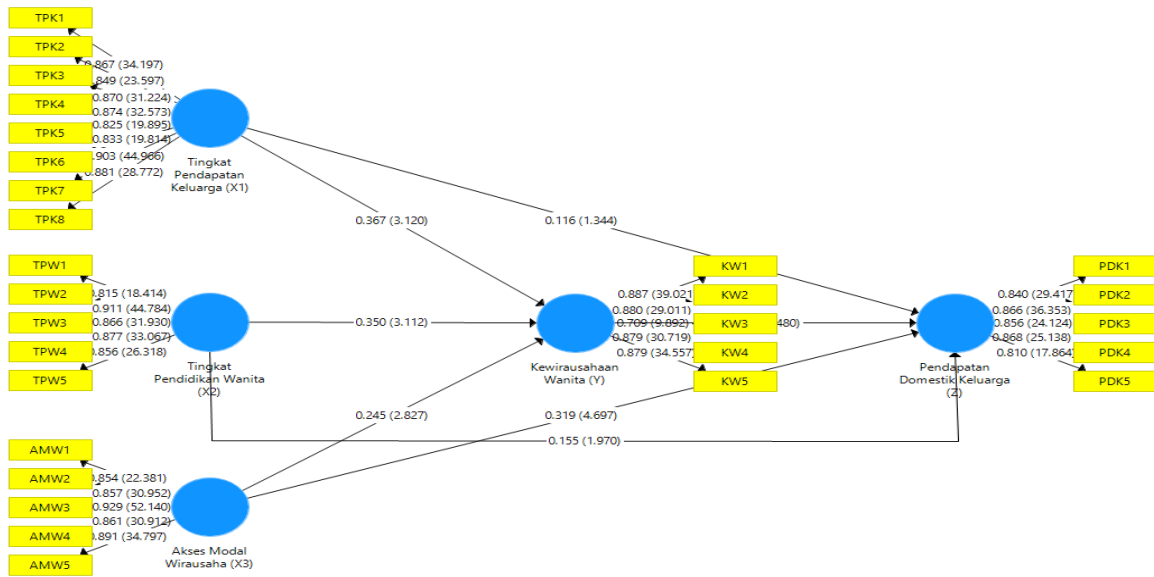 TPK1
TPK2
TPK3
TPK4
TPK5
TPK6
TPK7
TPK8
0.867 (34.197)
0.849 (23.597)
0.870 (31.224)
0.874 (32.573)
0.825 (19.895)
0.833 (19.814)
0.903 (44.966)
0.881 (28.772)
Tingkat
Pendapatan
Keluarga (X1)
0.367 (3.120)
0.116 (1.344)
TPW1
TPW2
TPW3
TPW4
TPW5
0.815 (18.414)
0.911 (44.784)
0.866 (31.930)
0.877 (33.067)
0.856 (26.318)
Tingkat
Pendidikan Wanita
(X2)
0.350 (3.112)
Kewirausahaan
Wanita (Y)
0.887 (39.021
0.880 (29.011)
0.709 (9.892)
0.879 (30.719)
0.879 (34.557)
KW1
KW2
KW3
KW4
KW5
480)
Pendapatan
Domestik Keluarga
(Z)
0.840 (29.417)
0.866 (36.353)
0.856 (24.124)
0.868 (25.138)
0.810 (17.864)
PDK1
PDK2
PDK3
PDK4
PDK5
0.245 (2.827)
0.319 (4.697)
0.155 (1.970)
AMW1
AMW2
AMW3
AMW4
AMW5
0.854 (22.381)
0.857 (30.952)
0.929 (52.140)
0.861 (30.912)
0.891 (34.797)
Akses Modal
Wirausaha (X3)